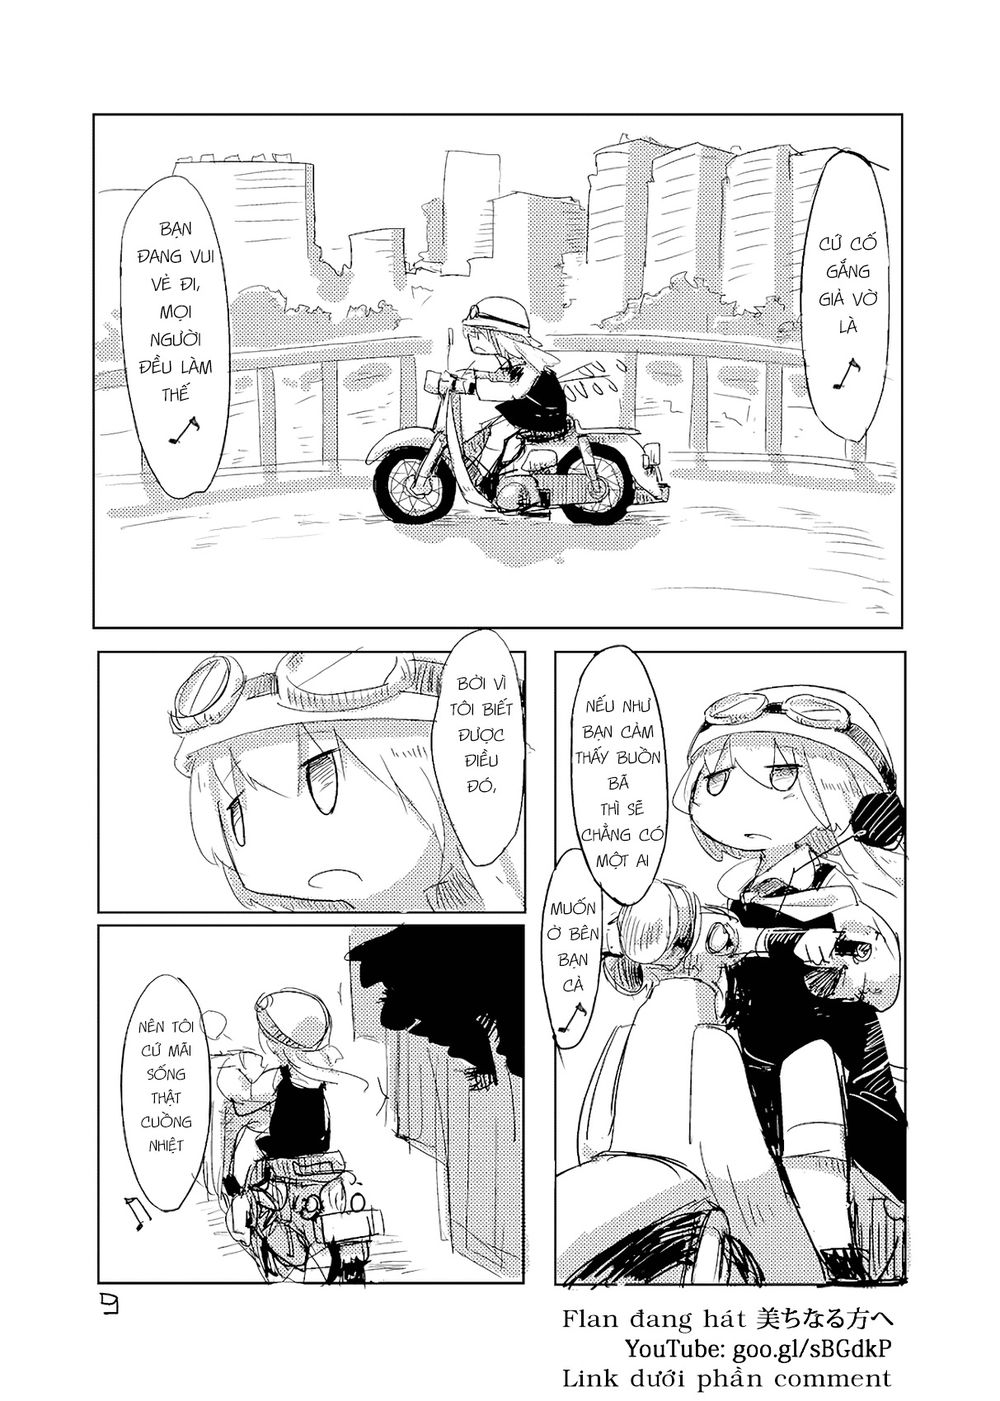 CỨ CỐ
GẮNG
GIẢ VỜ
LÀ
BẠN
ĐANG VUI
VẺ ĐI,
MỌI
NGƯỜI
ĐỀU LÀM
THẾ
NẾU NHƯ
BẠN CẢM
THẤY BUỒN
BÃ
THÌ SẼ
CHẲNG CÓ
MỘT AI
MUỐN
Ở BÊN
BẠN
CẢ
BỞI VÌ
TÔI BIẾT
ĐƯỢC
ĐIỀU
ĐÓ,
NÊN TÔI
CỨ MÃI
SỐNG
THẬT
CUỒNG
NHIỆT
9
Flan đang hát 美ちなる方へ
YouTube: goo.gl/sBGdkP
Link dưới phần comment